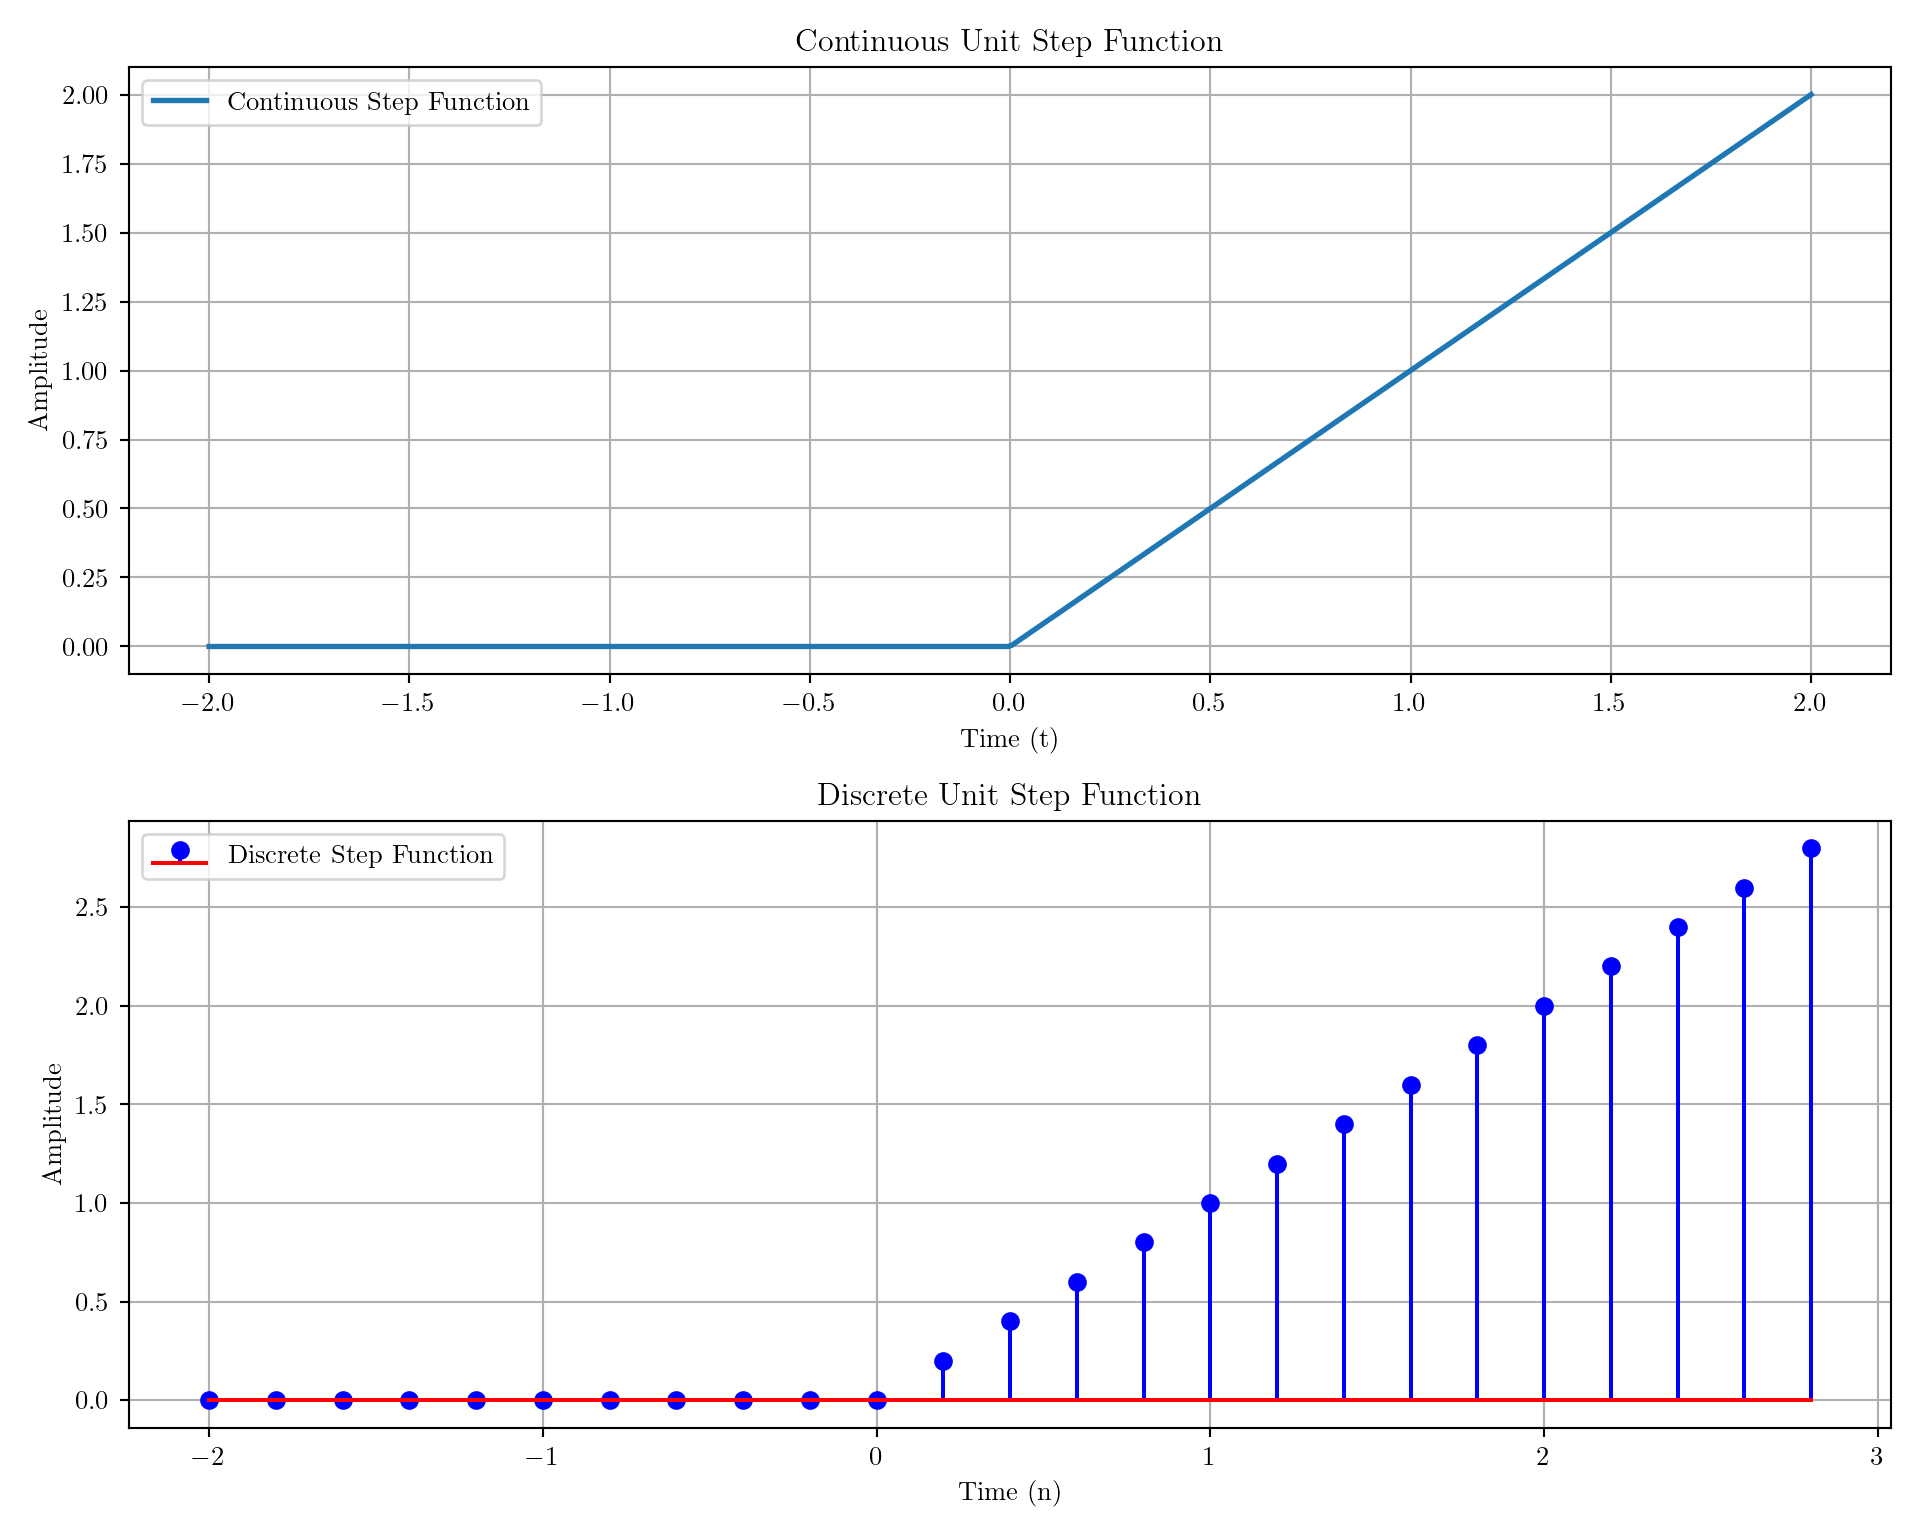 Continuous Unit Step Function
Continuous Step Function
2.00
1.75
1.50
1.25
1.00
0.75
0.50
0.25
0.00
Amplitude
−2.0 −1.5 −1.0 −0.5 0.0 0.5 1.0 1.5 2.0
Time (t)
Discrete Unit Step Function
Discrete Step Function
2.5
2.0
1.5
1.0
0.5
0.0
Amplitude
−2 −1 0 1 2 3
Time (n)